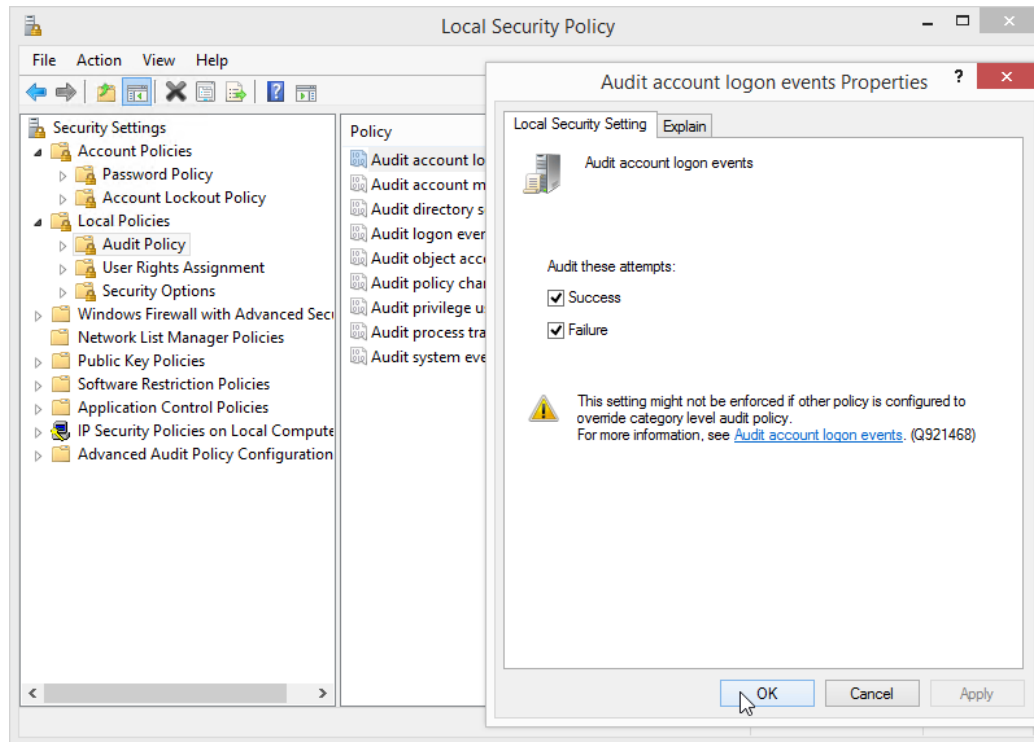 Local Security Policy
File Action View Help
Security Settings
Account Policies
Password Policy
Account Lockout Policy
Local Policies
Audit Policy
User Rights Assignment
Security Options
Windows Firewall with Advanced Secu
Network List Manager Policies
Public Key Policies
Software Restriction Policies
Application Control Policies
IP Security Policies on Local Compute
Advanced Audit Policy Configuration
Policy
Audit account lo
Audit account m
Audit directory s
Audit logon ever
Audit object acc
Audit policy chai
Audit privilege u
Audit process tra
Audit system eve
Audit account logon events Properties
Local Security Setting Explain
Audit account logon events
Audit these attempts:
Success
Failure
This setting might not be enforced if other policy is configured to
override category level audit policy.
For more information, see Audit account logon events. (Q921468)
OK Cancel Apply